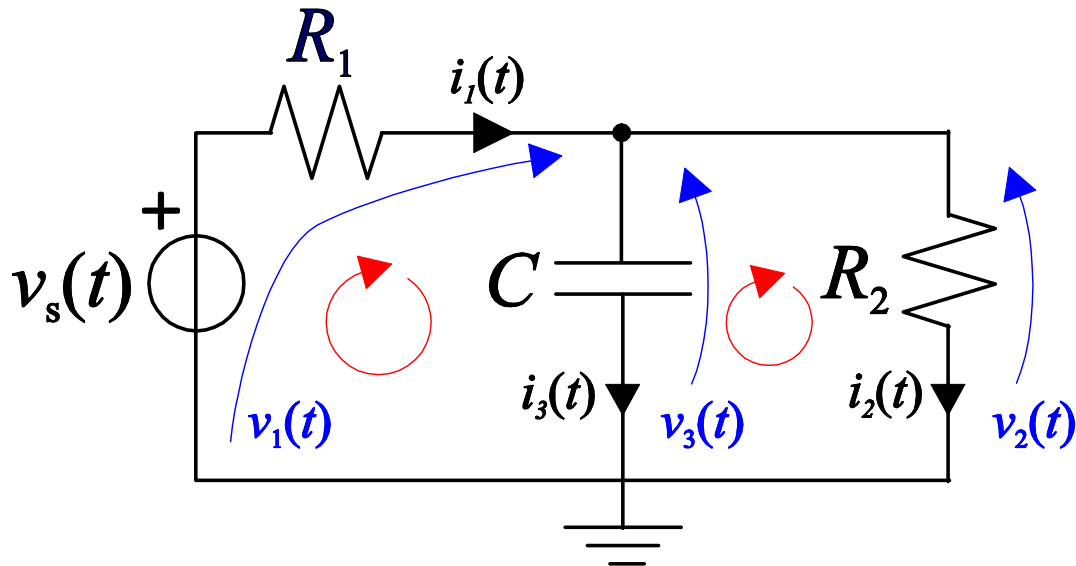 R₁
i₁(t)
+
vₛ(t)
C
R₂
i₃(t)
i₂(t)
v₁(t)
v₃(t)
v₂(t)